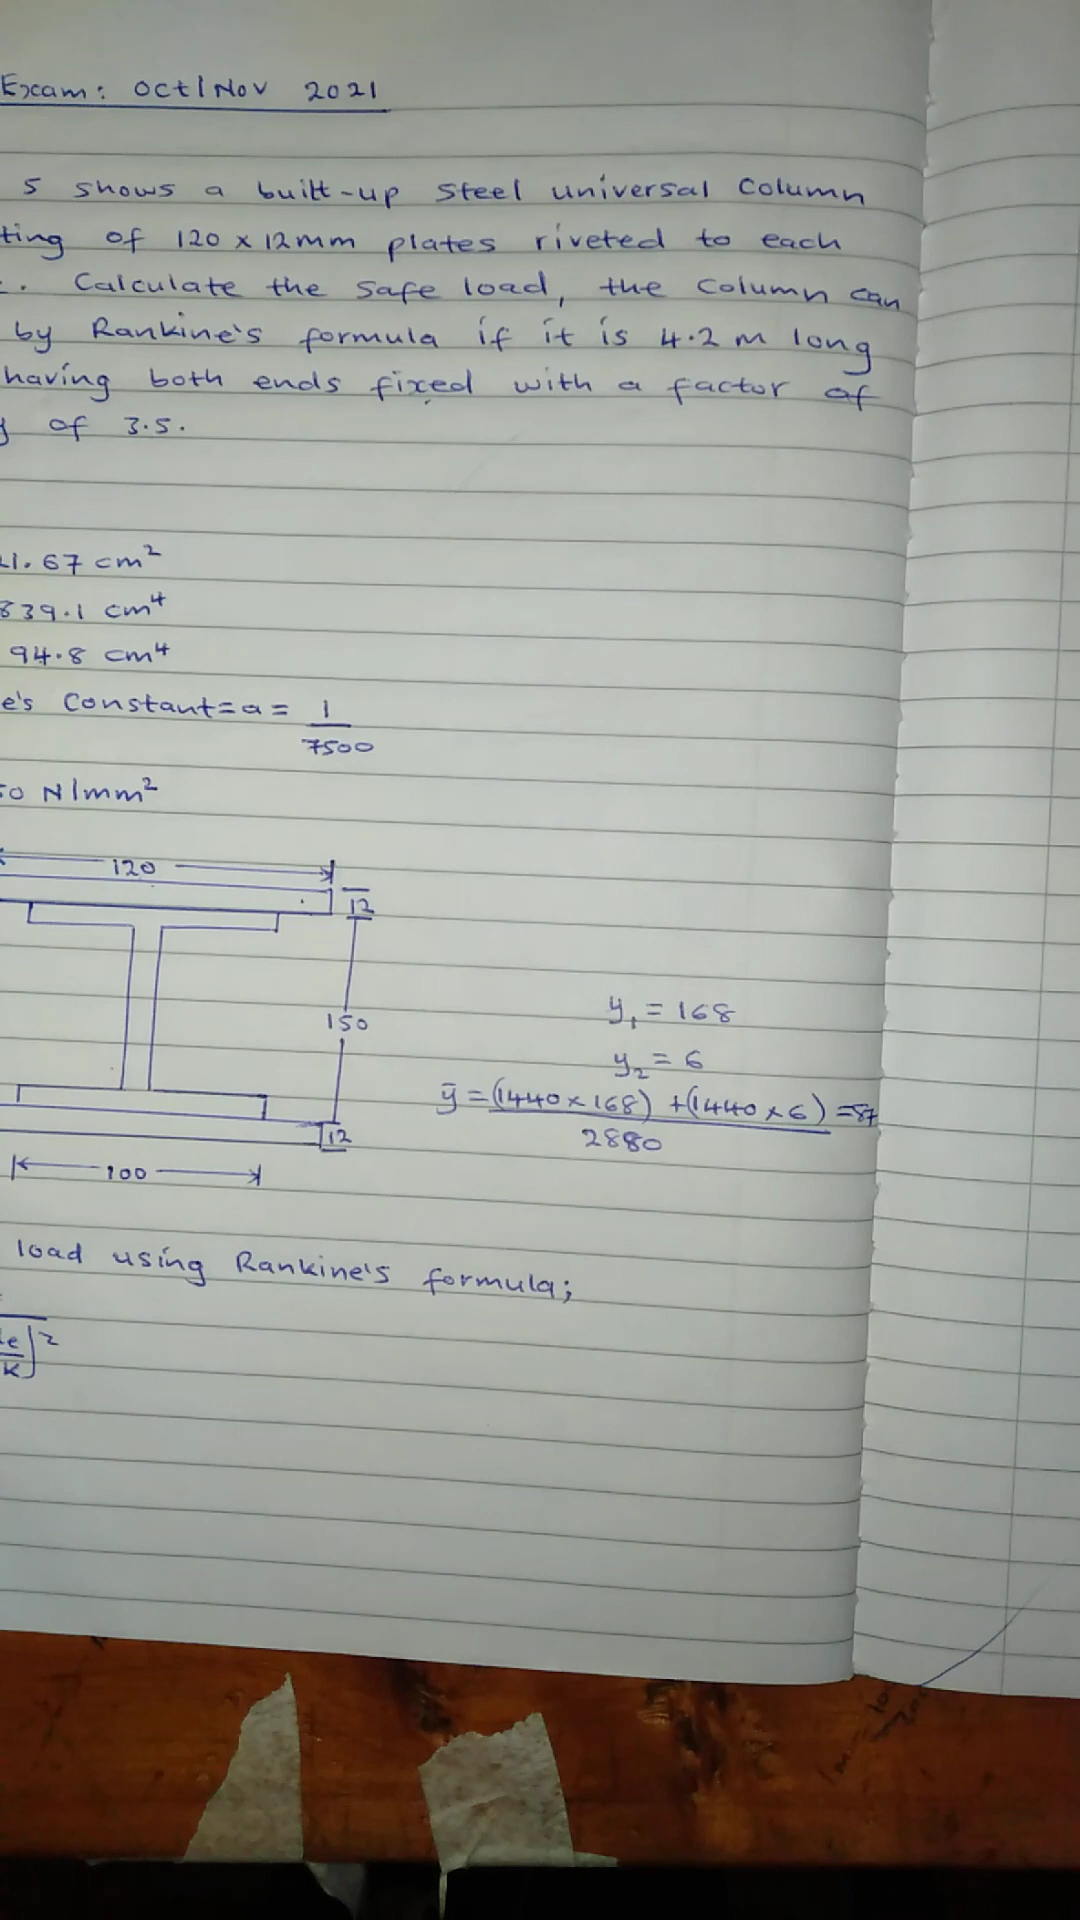 Exam: Oct/Nov 2021
5 shows a built-up steel universal column
ting of 120 x 12mm plates riveted to each
Calculate the safe load, the column can
by Rankine's formula if it is 4.2 m long
having both ends fixed with a factor of
of 3.5.
1.67 cm²
839.1 cm⁴
94.8 cm⁴
e's Constant = a = 1
7500
50 N/mm²
120
12
150
y₁ = 168
y₂ = 6
ȳ = (1440 x 168) + (1440 x 6) = 87
2880
12
100
load using Rankine's formula;
le 2
k